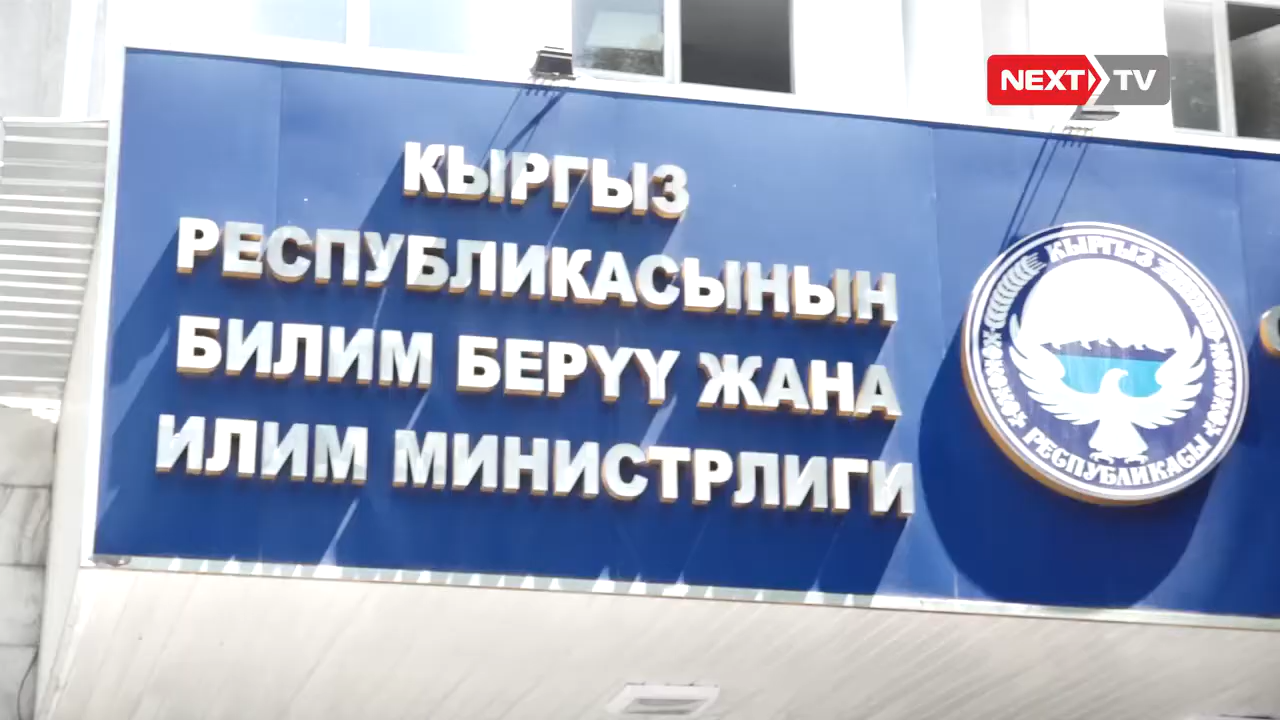 NEXT TV
КЫРГЫЗ
РЕСПУБЛИКАСЫНЫН
БИЛИМ БЕРҮҮ ЖАНА
ИЛИМ МИНИСТРЛИГИ
КЫРГЫЗ
РЕСПУБЛИКАСЫ